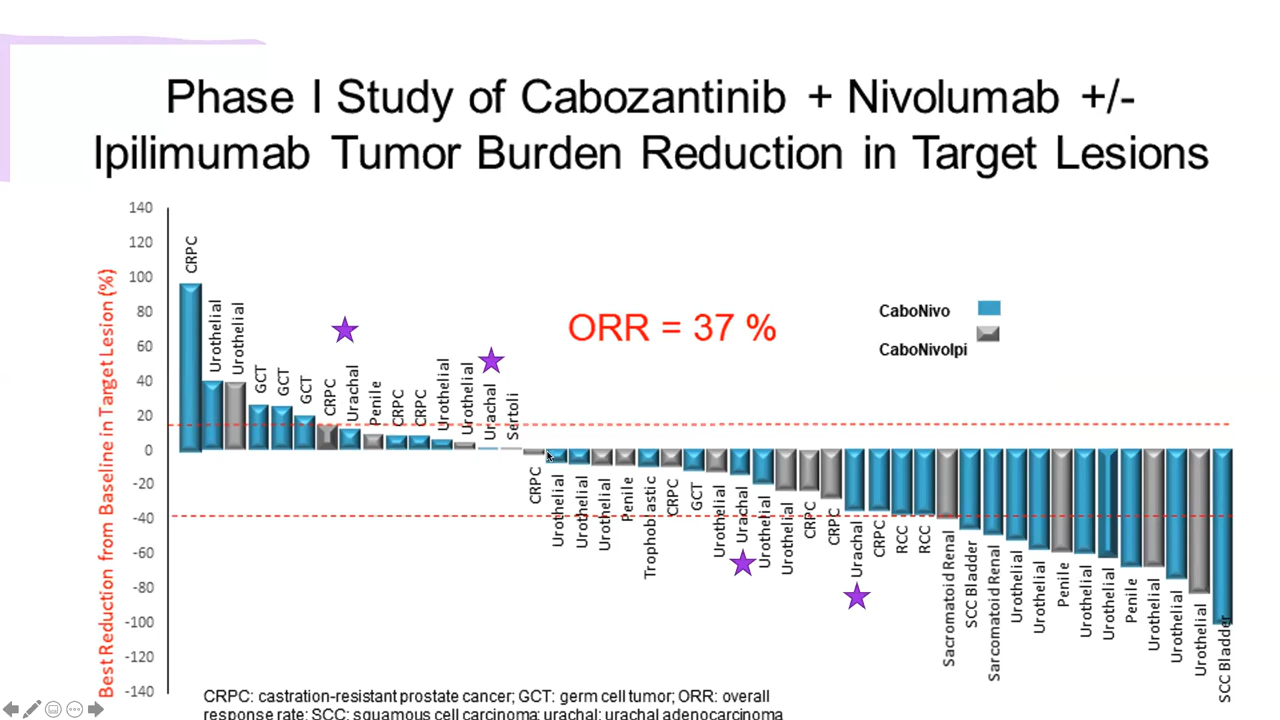 Phase I Study of Cabozantinib + Nivolumab +/-
Ipilimumab Tumor Burden Reduction in Target Lesions
Best Reduction from Baseline in Target Lesion (%)
140
120
100
80
60
40
20
0
-20
-40
-60
-80
-100
-120
-140
ORR = 37 %
CaboNivo
CaboNivoIpi
CRPC
Urothelial
Urothelial
GCT
GCT
GCT
CRPC
Urachal
Penile
CRPC
CRPC
Urothelial
Urothelial
Urachal
Sertoli
CRPC
Urothelial
Urothelial
Urothelial
Penile
Trophoblastic
CRPC
GCT
Urothelial
Urachal
Urothelial
Urothelial
CRPC
CRPC
Urachal
CRPC
RCC
RCC
Sacromatoid Renal
SCC Bladder
Sarcomatoid Renal
Urothelial
Urothelial
Penile
Urothelial
Urothelial
Penile
Urothelial
Urothelial
Urothelial
SCC Bladder
CRPC: castration-resistant prostate cancer; GCT: germ cell tumor; ORR: overall
response rate; SCC: squamous cell carcinoma; urachal: urachal adenocarcinoma